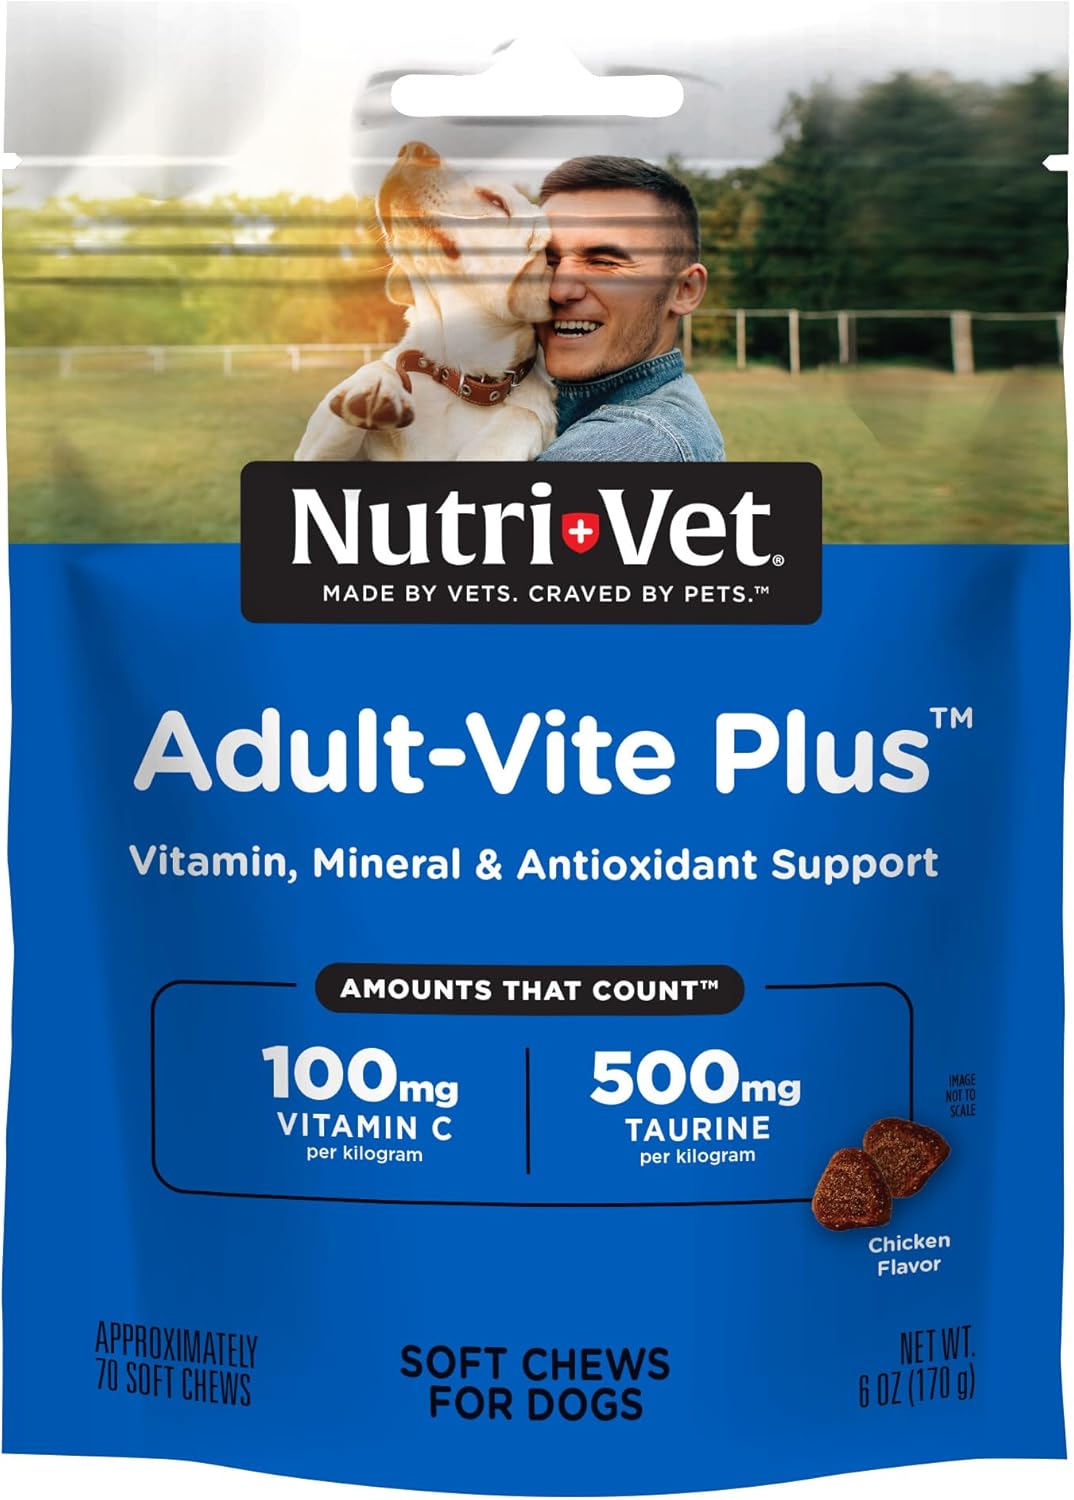 Nutri+Vet®
MADE BY VETS. CRAVED BY PETS.™
Adult-Vite Plus™
Vitamin, Mineral & Antioxidant Support
AMOUNTS THAT COUNT™
100mg
VITAMIN C
per kilogram
500mg
TAURINE
per kilogram
IMAGE
NOT TO
SCALE
Chicken
Flavor
APPROXIMATELY
70 SOFT CHEWS
SOFT CHEWS
FOR DOGS
NET WT.
6 OZ (170 g)